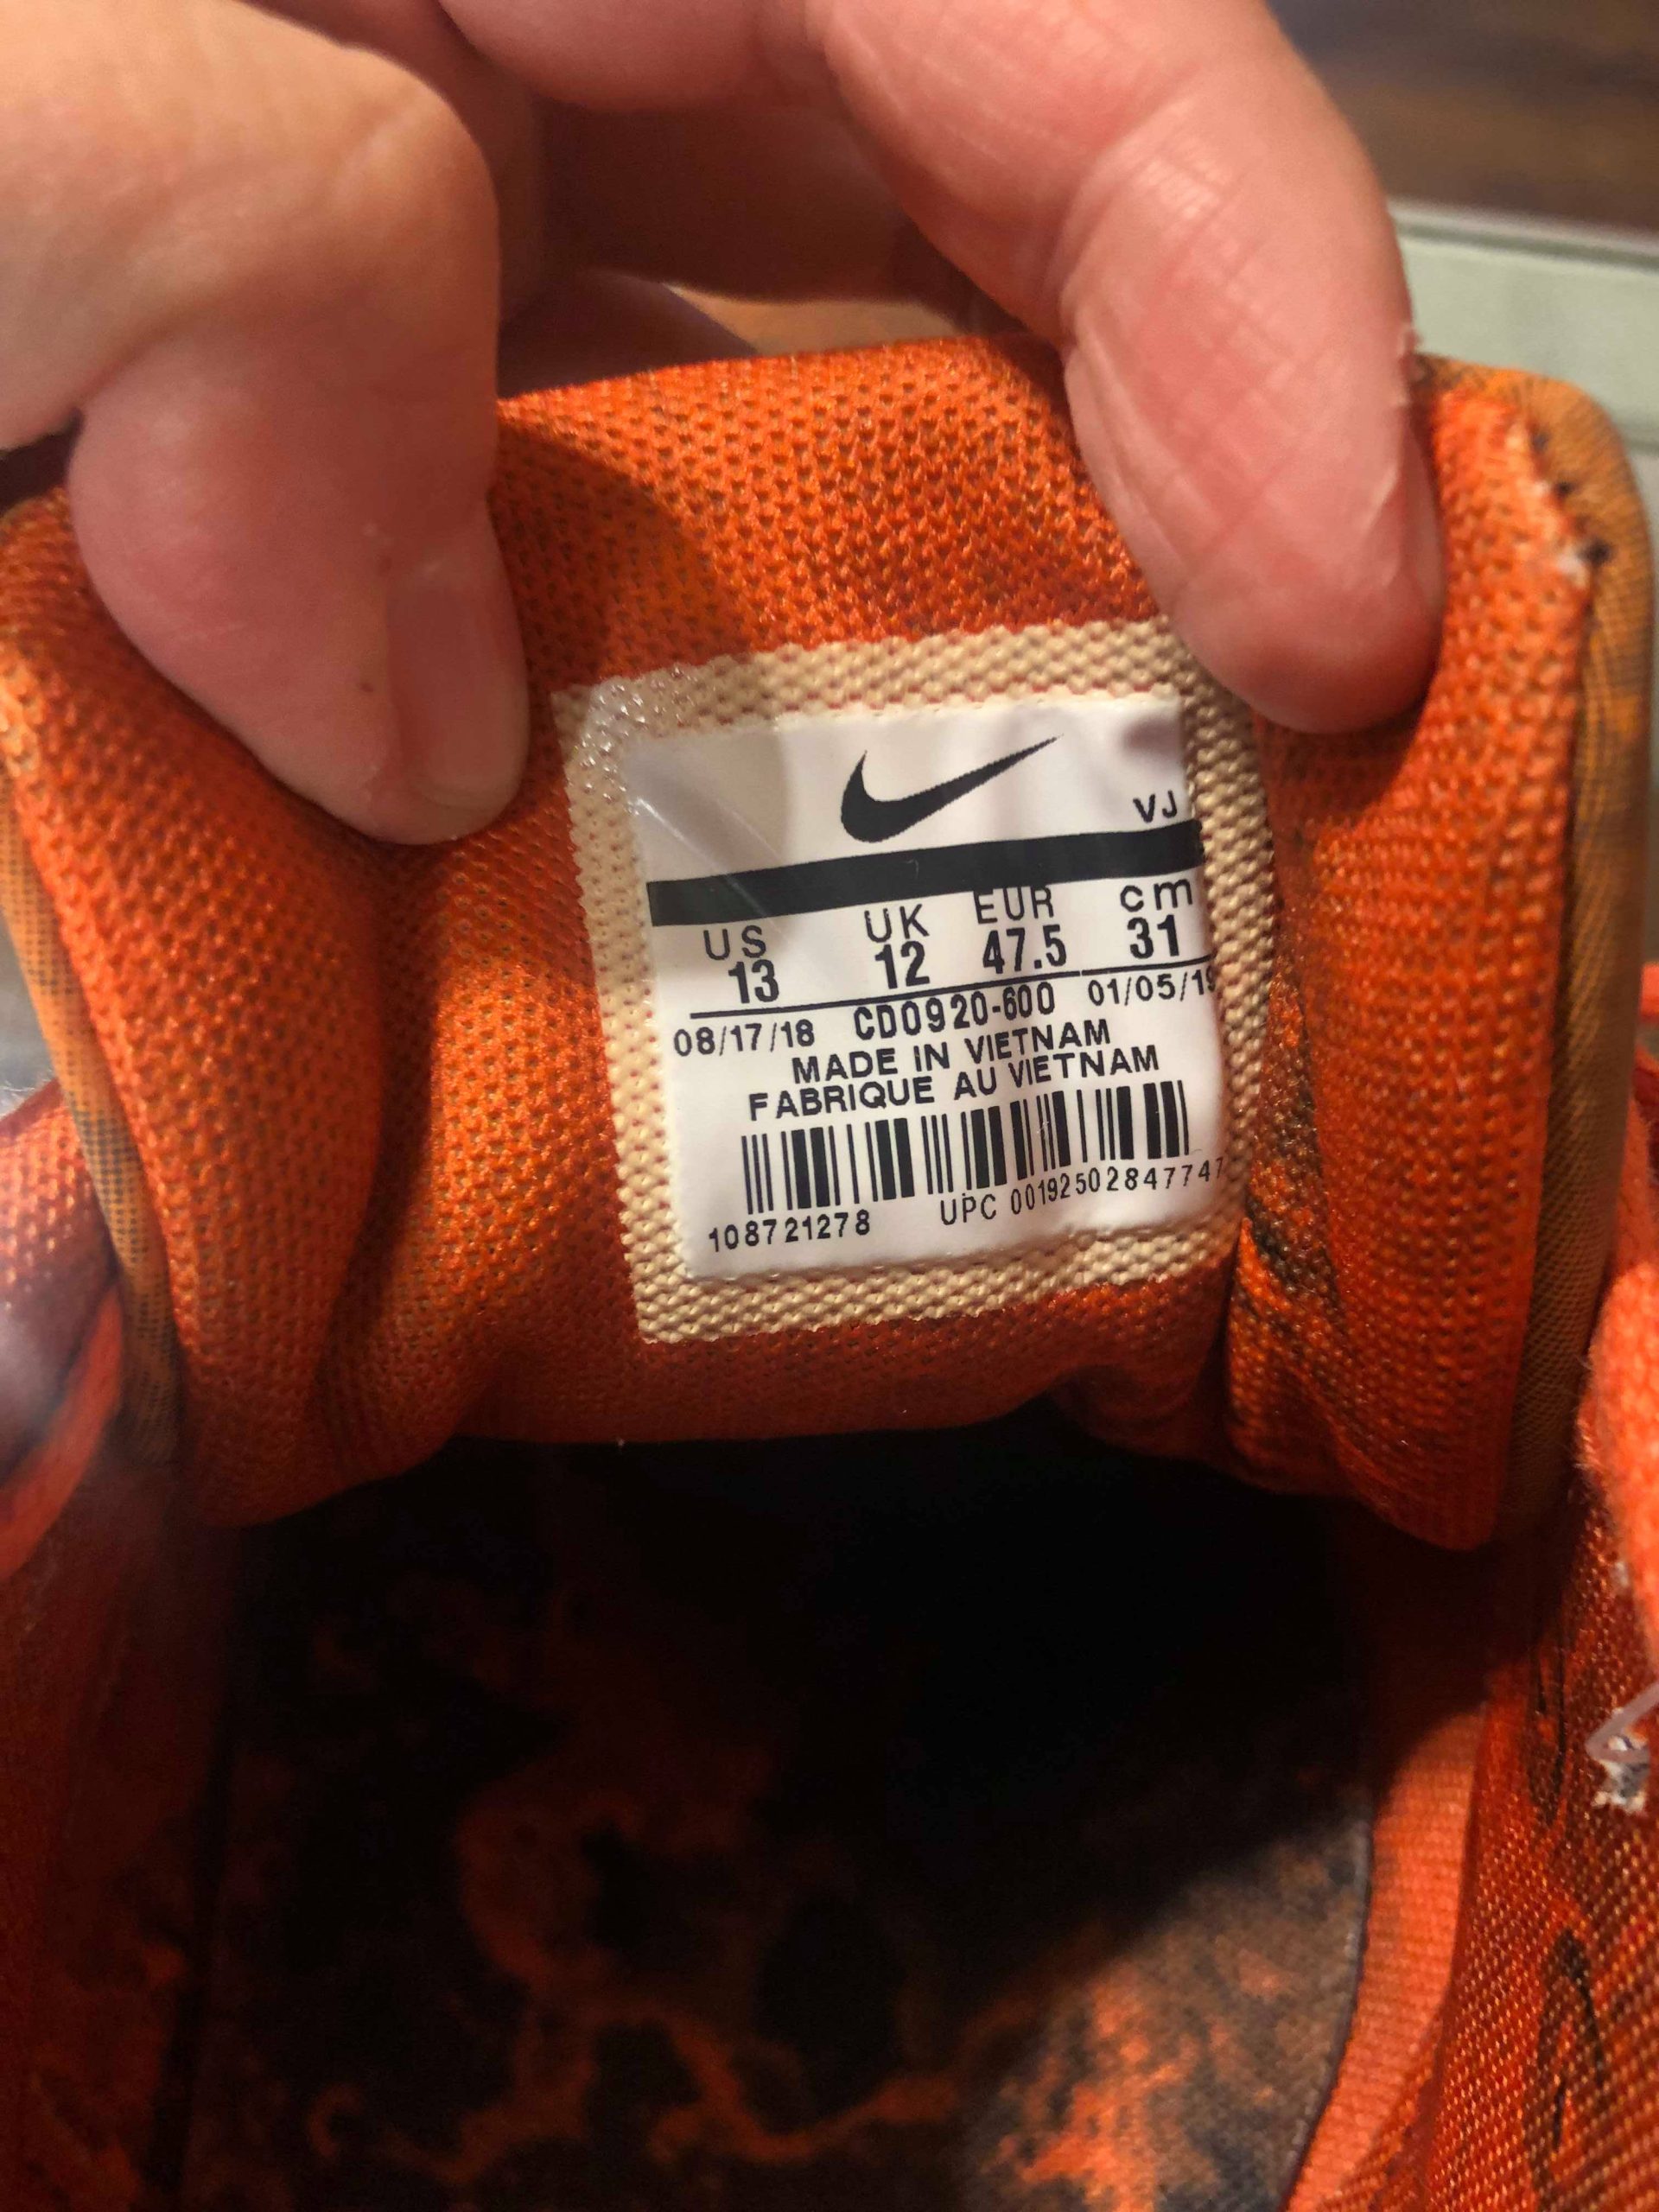 VJ
US UK EUR cm
13 12 47.5 31
08/17/18 CD0920-600 01/05/19
MADE IN VIETNAM
FABRIQUE AU VIETNAM
108721278 UPC 00192502847747